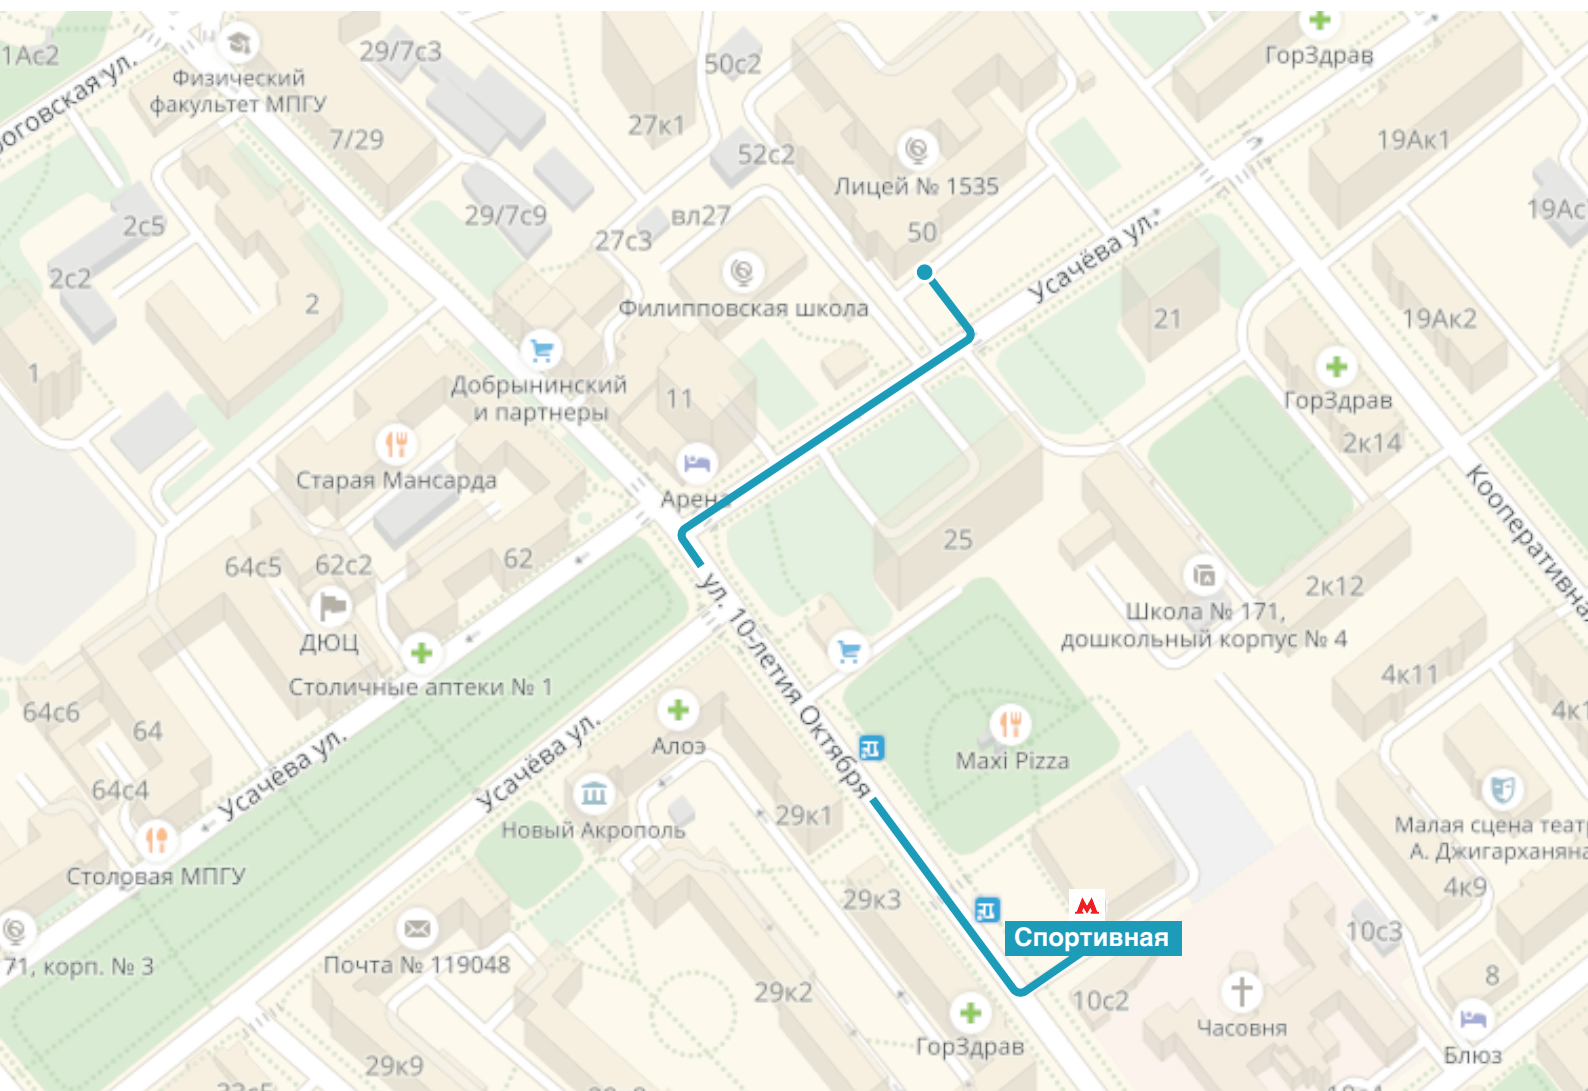 1Ас2
29/7с3
50с2
ГорЗдрав
Физический
факультет МПГУ
7/29
27к1
19Ак1
52с2
Лицей № 1535
2с5
29/7с9
вл27
27с3
50
Усачёва ул.
2с2
2
Филипповская школа
21
19Ак2
1
Добрынинский
и партнеры
11
ГорЗдрав
2к14
Старая Мансарда
Арена
Кооперативная
64с5
62с2
62
25
2к12
ДЮЦ
ул. 10-летия Октября
Школа № 171,
дошкольный корпус № 4
Столичные аптеки № 1
4к11
64с6
64
Алоэ
Maxi Pizza
Усачёва ул.
Усачёва ул.
64с4
Новый Акрополь
29к1
Малая сцена театр
А. Джигарханяна
Столовая МПГУ
29к3
4к9
М
Спортивная
10с3
71, корп. № 3
Почта № 119048
29к2
10с2
8
Часовня
ГорЗдрав
29к9
Блюз